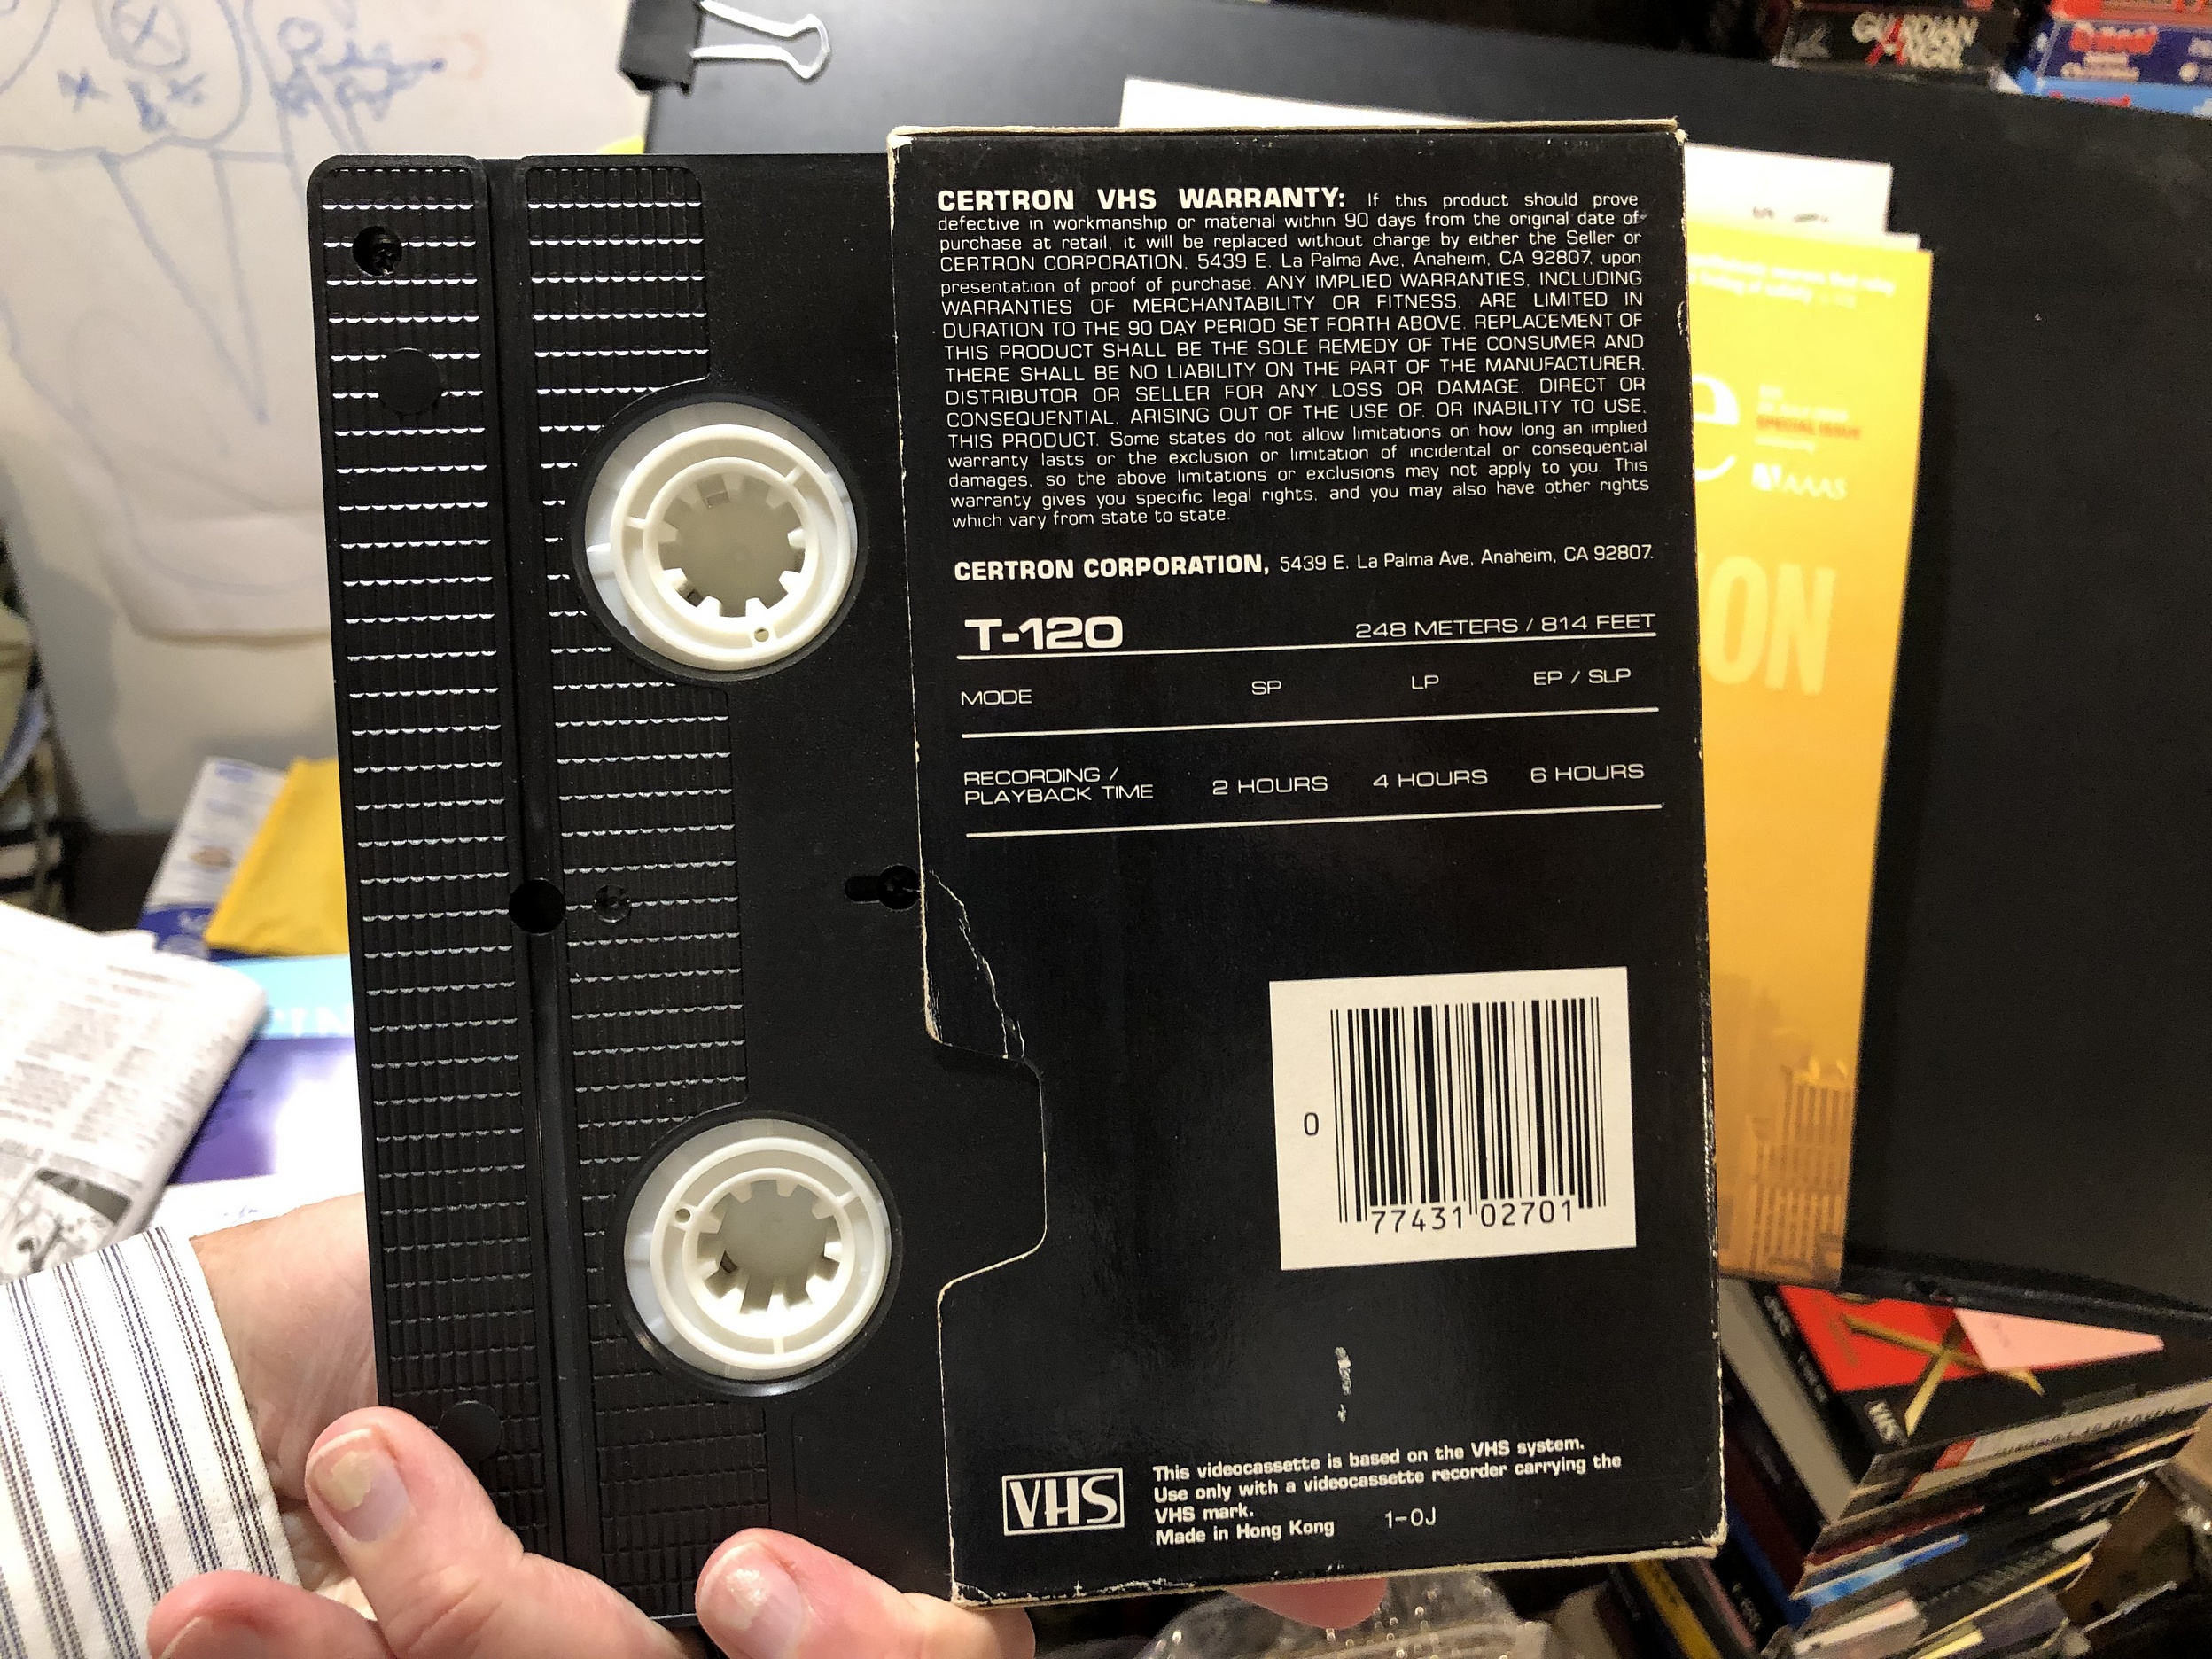 GUARDIAN
ANGEL
CERTRON VHS WARRANTY: If this product should prove
defective in workmanship or material within 90 days from the original date of
purchase at retail, it will be replaced without charge by either the Seller or
CERTRON CORPORATION, 5439 E. La Palma Ave, Anaheim, CA 92807, upon
presentation of proof of purchase. ANY IMPLIED WARRANTIES, INCLUDING
WARRANTIES OF MERCHANTABILITY OR FITNESS, ARE LIMITED IN
DURATION TO THE 90 DAY PERIOD SET FORTH ABOVE. REPLACEMENT OF
THIS PRODUCT SHALL BE THE SOLE REMEDY OF THE CONSUMER AND
THERE SHALL BE NO LIABILITY ON THE PART OF THE MANUFACTURER,
DISTRIBUTOR OR SELLER FOR ANY LOSS OR DAMAGE, DIRECT OR
CONSEQUENTIAL, ARISING OUT OF THE USE OF, OR INABILITY TO USE,
THIS PRODUCT. Some states do not allow limitations on how long an implied
warranty lasts or the exclusion or limitation of incidental or consequential
damages, so the above limitations or exclusions may not apply to you. This
warranty gives you specific legal rights, and you may also have other rights
which vary from state to state.
CERTRON CORPORATION, 5439 E. La Palma Ave, Anaheim, CA 92807.
T-120 248 METERS / 814 FEET
MODE SP LP EP / SLP
RECORDING /
PLAYBACK TIME 2 HOURS 4 HOURS 6 HOURS
0
77431 02701
VHS
This videocassette is based on the VHS system.
Use only with a videocassette recorder carrying the
VHS mark.
Made in Hong Kong 1-0J
e
SPECIAL ISSUE
AAAS
ON
VHS